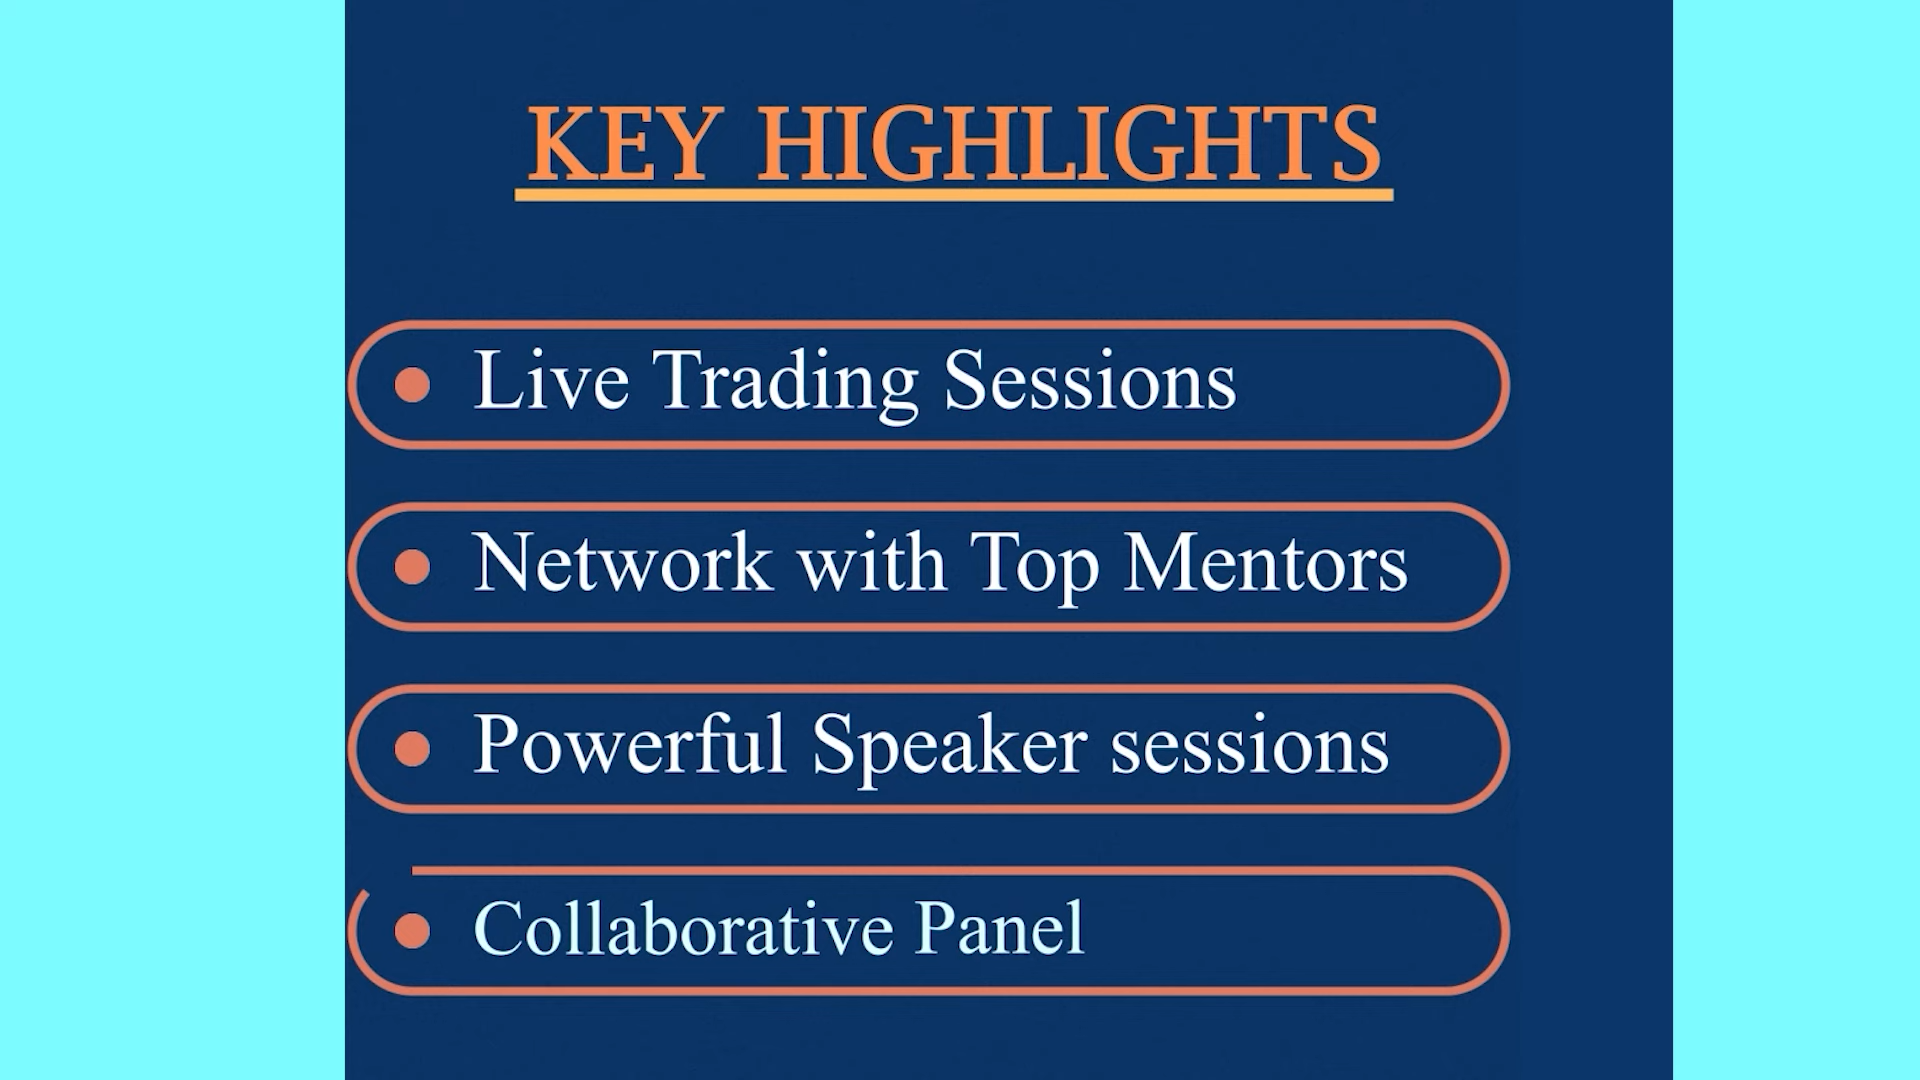 KEY HIGHLIGHTS
Live Trading Sessions
Network with Top Mentors
Powerful Speaker sessions
Collaborative Panel